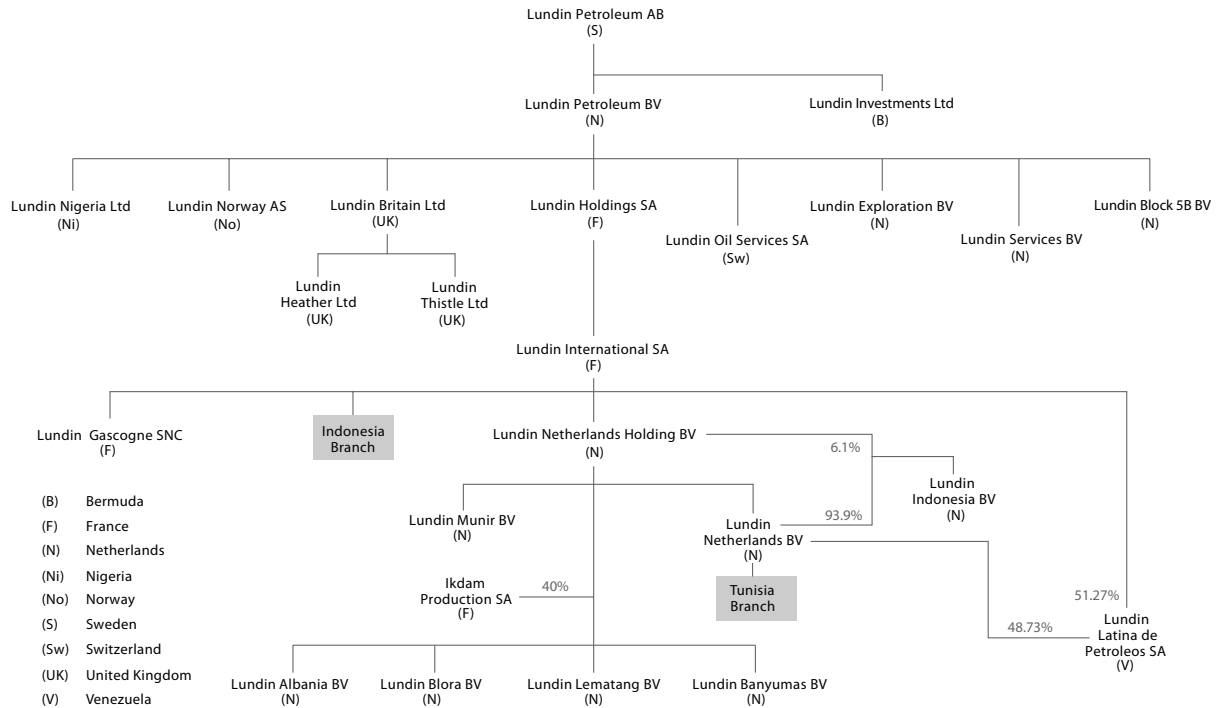 Lundin Petroleum AB
(S)
Lundin Petroleum BV
(N)
Lundin Investments Ltd
(B)
Lundin Nigeria Ltd
(Ni)
Lundin Norway AS
(No)
Lundin Britain Ltd
(UK)
Lundin Holdings SA
(F)
Lundin Oil Services SA
(Sw)
Lundin Exploration BV
(N)
Lundin Services BV
(N)
Lundin Block 5B BV
(N)
Lundin
Heather Ltd
(UK)
Lundin
Thistle Ltd
(UK)
Lundin International SA
(F)
Lundin Gascogne SNC
(F)
Indonesia
Branch
Lundin Netherlands Holding BV
(N)
6.1%
Lundin
Indonesia BV
(N)
93.9%
Lundin Munir BV
(N)
Lundin
Netherlands BV
(N)
Tunisia
Branch
Ikdam
Production SA
(F)
40%
51.27%
48.73%
Lundin
Latina de
Petroleos SA
(V)
Lundin Albania BV
(N)
Lundin Blora BV
(N)
Lundin Lematang BV
(N)
Lundin Banyumas BV
(N)
(B) Bermuda
(F) France
(N) Netherlands
(Ni) Nigeria
(No) Norway
(S) Sweden
(Sw) Switzerland
(UK) United Kingdom
(V) Venezuela